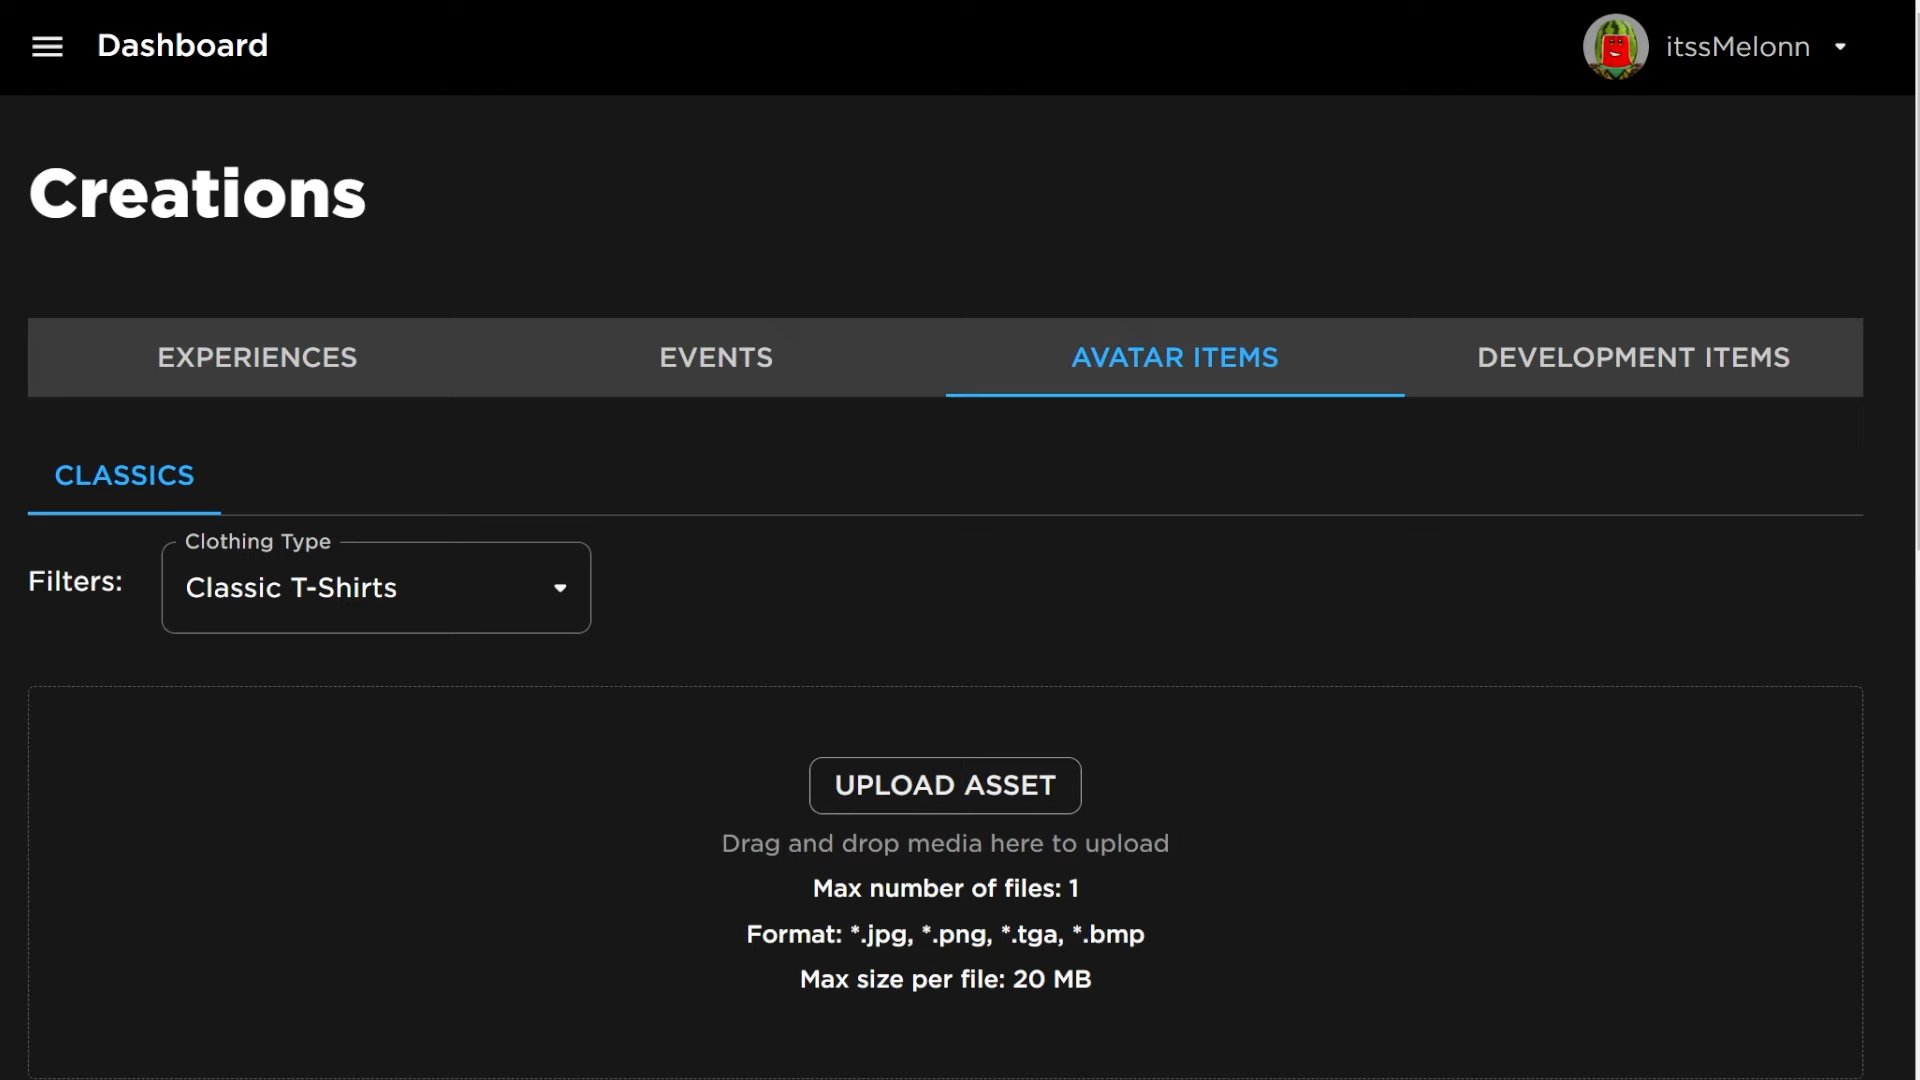 Dashboard
itssMelonn
Creations
EXPERIENCES
EVENTS
AVATAR ITEMS
DEVELOPMENT ITEMS
CLASSICS
Clothing Type
Filters:
Classic T-Shirts
UPLOAD ASSET
Drag and drop media here to upload
Max number of files: 1
Format: *.jpg, *.png, *.tga, *.bmp
Max size per file: 20 MB